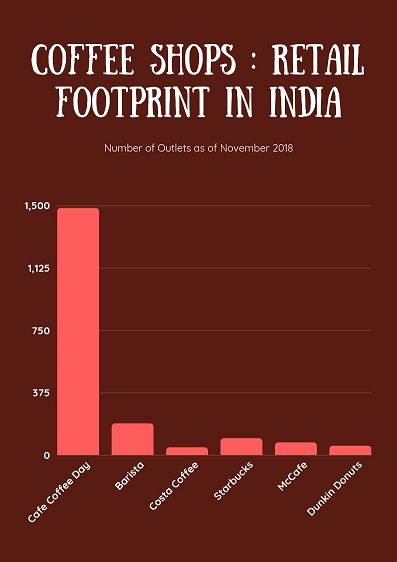 COFFEE SHOPS : RETAIL
FOOTPRINT IN INDIA
Number of Outlets as of November 2018
1,500
1,125
750
375
0
Cafe Coffee Day
Barista
Costa Coffee
Starbucks
McCafe
Dunkin Donuts